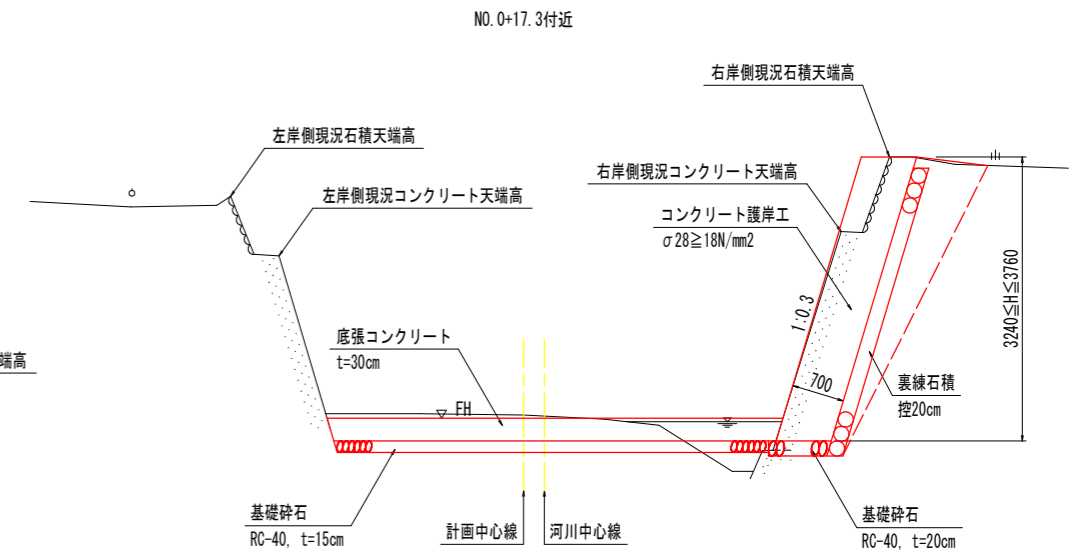 NO.0+17.3付近
右岸側現況石積天端高
左岸側現況石積天端高
右岸側現況コンクリート天端高
左岸側現況コンクリート天端高
コンクリート護岸工
σ28≧18N/mm2
1:0.3
3240≦H≦3760
底張コンクリート
t=30cm
端高
700
裏練石積
控20cm
FH
基礎砕石
RC-40, t=15cm
計画中心線
河川中心線
基礎砕石
RC-40, t=20cm